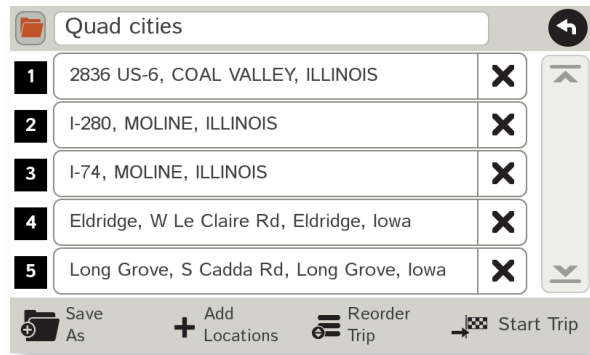 Quad cities
1 2836 US-6, COAL VALLEY, ILLINOIS
2 I-280, MOLINE, ILLINOIS
3 I-74, MOLINE, ILLINOIS
4 Eldridge, W Le Claire Rd, Eldridge, Iowa
5 Long Grove, S Cadda Rd, Long Grove, Iowa
Save As
Add Locations
Reorder Trip
Start Trip